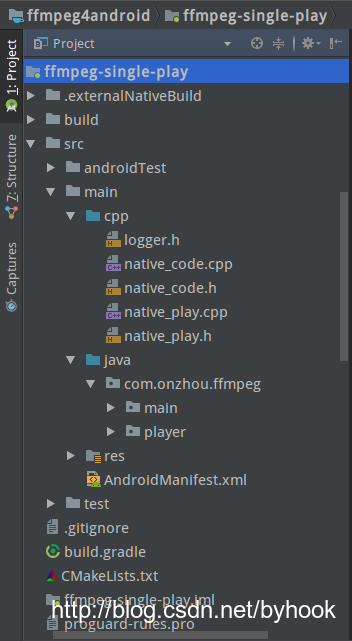 ffmpeg4android ffmpeg-single-play
Project
1: Project
Z: Structure
Captures
ffmpeg-single-play
.externalNativeBuild
build
src
androidTest
main
cpp
logger.h
native_code.cpp
native_code.h
native_play.cpp
native_play.h
java
com.onzhou.ffmpeg
main
player
res
AndroidManifest.xml
test
.gitignore
build.gradle
CMakeLists.txt
ffmpeg-single-play.iml
http://blog.csdn.net/byhook
proguard-rules.pro